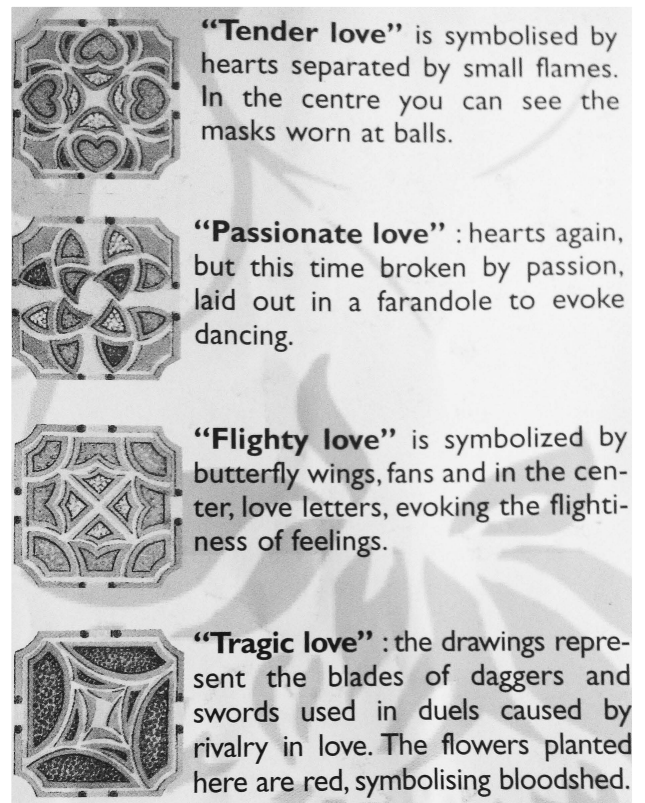 “Tender love” is symbolised by
hearts separated by small flames.
In the centre you can see the
masks worn at balls.
“Passionate love” : hearts again,
but this time broken by passion,
laid out in a farandole to evoke
dancing.
“Flighty love” is symbolized by
butterfly wings, fans and in the cen-
ter, love letters, evoking the flighti-
ness of feelings.
“Tragic love” : the drawings repre-
sent the blades of daggers and
swords used in duels caused by
rivalry in love. The flowers planted
here are red, symbolising bloodshed.